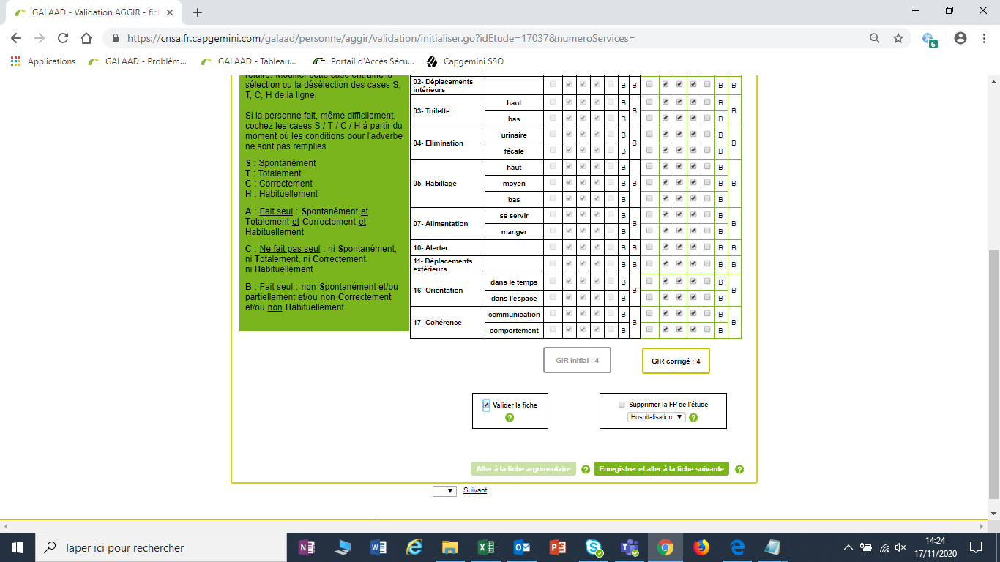 GALAAD - Validation AGGIR - fich
https://cnsa.fr.capgemini.com/galaad/personne/aggir/validation/initialiser.go?idEtude=17037&numeroServices=
6
Applications GALAAD - Problèm... GALAAD - Tableau... Portail d'Accès Sécu... Capgemini SSO
refaire. Modifier cette case entraîne la
sélection ou la désélection des cases S,
T, C, H de la ligne.
Si la personne fait, même difficilement,
cochez les cases S / T / C / H à partir du
moment où les conditions pour l'adverbe
ne sont pas remplies.
S : Spontanément
T : Totalement
C : Correctement
H : Habituellement
A : Fait seul : Spontanément et
Totalement et Correctement et
Habituellement
C : Ne fait pas seul : ni Spontanément,
ni Totalement, ni Correctement,
ni Habituellement
B : Fait seul : non Spontanément et/ou
partiellement et/ou non Correctement
et/ou non Habituellement
02- Déplacements
intérieurs
B B B B
03- Toilette
haut B B
B B
bas B B
04- Elimination
urinaire B B
B B
fécale B B
05- Habillage
haut B B
moyen B B B B
bas B B
07- Alimentation
se servir B B
B B
manger B B
10- Alerter B B B B
11- Déplacements
extérieurs
B B B B
16- Orientation
dans le temps B B
B B
dans l'espace B B
17- Cohérence
communication B B
B B
comportement B B
GIR initial : 4 GIR corrigé : 4
Valider la fiche
?
Supprimer la FP de l'étude
Hospitalisation ?
Aller à la fiche argumentaire ? Enregistrer et aller à la fiche suivante ?
Suivant
Taper ici pour rechercher
14:24
17/11/2020